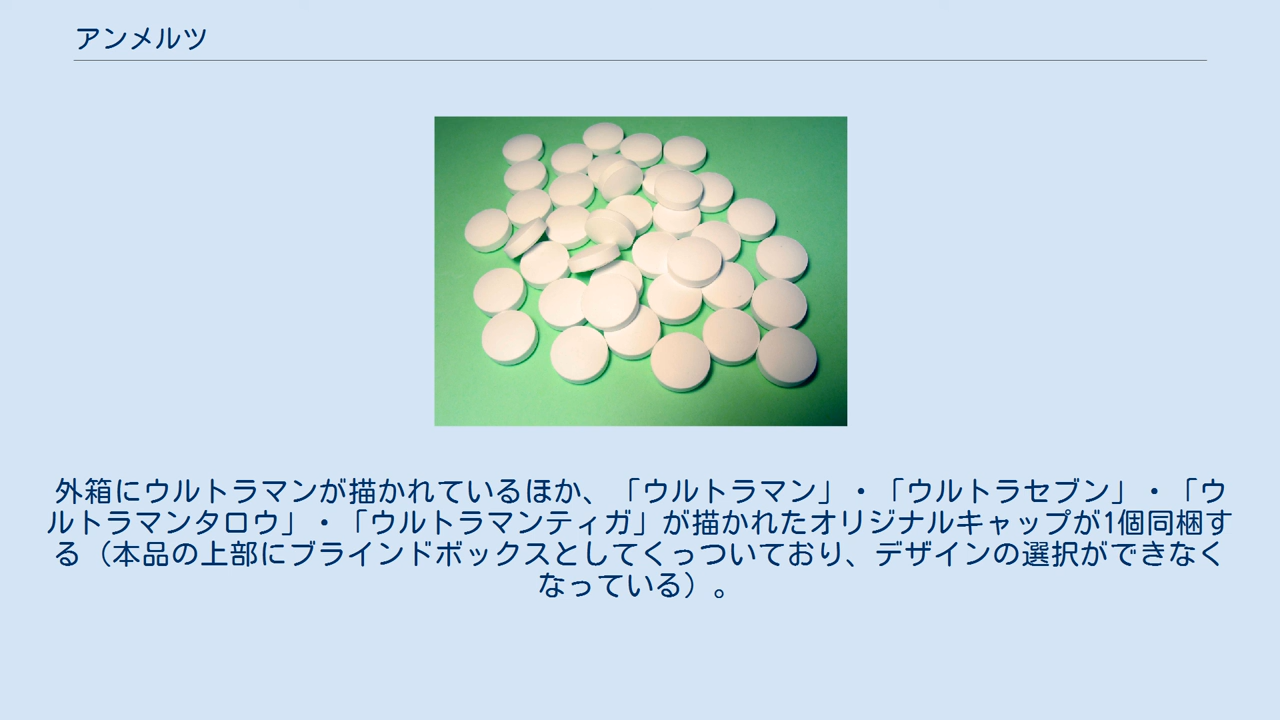 アンメルツ
外箱にウルトラマンが描かれているほか、「ウルトラマン」・「ウルトラセブン」・「ウ
ルトラマンタロウ」・「ウルトラマンティガ」が描かれたオリジナルキャップが1個同梱す
る（本品の上部にブラインドボックスとしてくっついており、デザインの選択ができなく
なっている）。